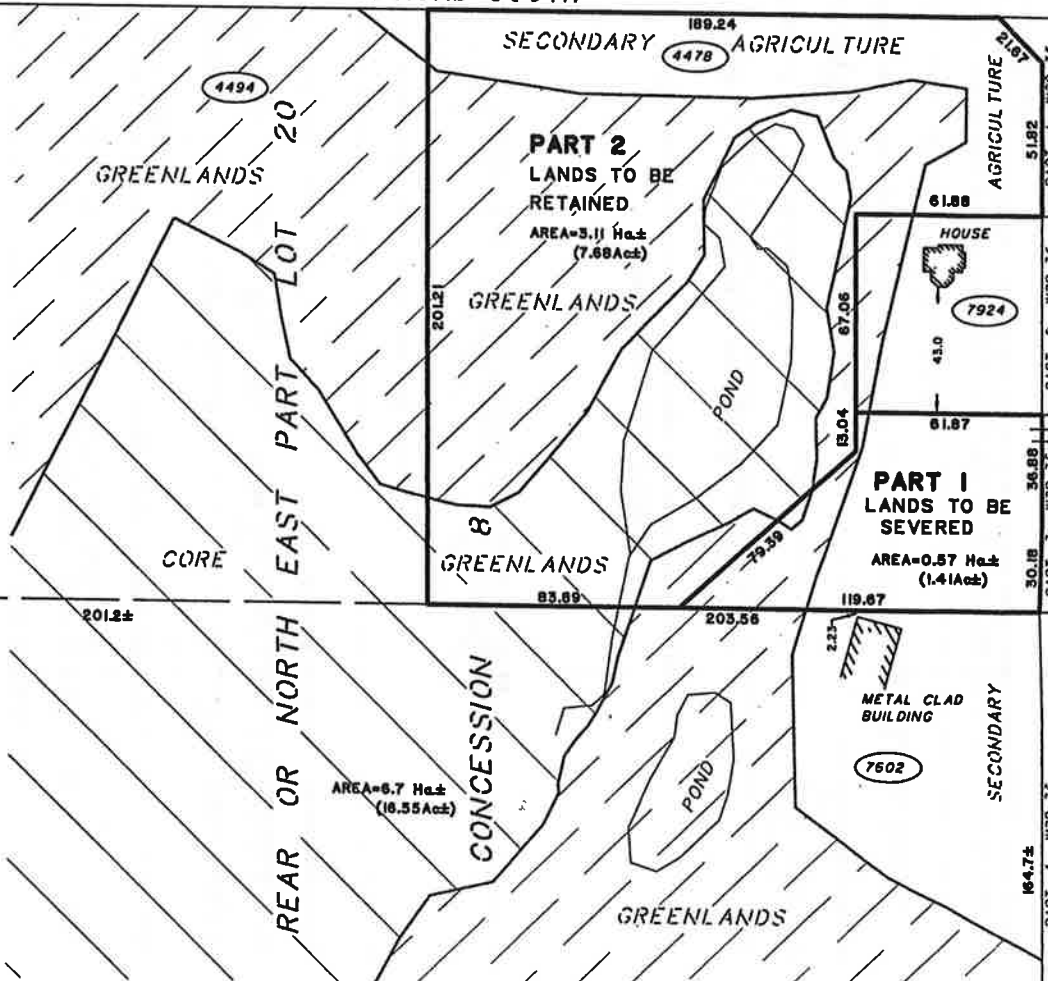 189.24
SECONDARY AGRICULTURE
4478
21.67
4494
AGRICULTURE
51.82
GREENLANDS
PART 2
LANDS TO BE
RETAINED
AREA=3.11 Ha±
(7.68Ac±)
61.88
HOUSE
7924
43.0
67.06
201.21
GREENLANDS
POND
13.04
61.87
36.88
PART 1
LANDS TO BE
SEVERED
AREA=0.57 Ha±
(1.41Ac±)
30.18
79.39
CORE
GREENLANDS
83.89
119.67
201.2±
203.56
2.23
METAL CLAD
BUILDING
7602
SECONDARY
REAR OR NORTH EAST PART LOT 20
CONCESSION 8
AREA=6.7 Ha±
(16.55Ac±)
POND
164.7±
GREENLANDS